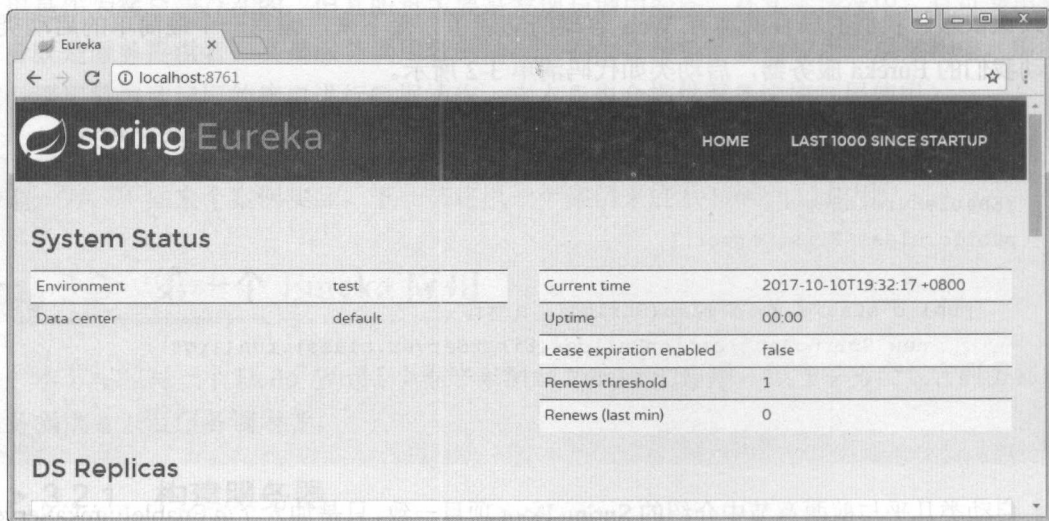 Eureka
localhost:8761
spring Eureka
HOME LAST 1000 SINCE STARTUP
System Status
Environment test
Data center default
Current time 2017-10-10T19:32:17 +0800
Uptime 00:00
Lease expiration enabled false
Renews threshold 1
Renews (last min) 0
DS Replicas